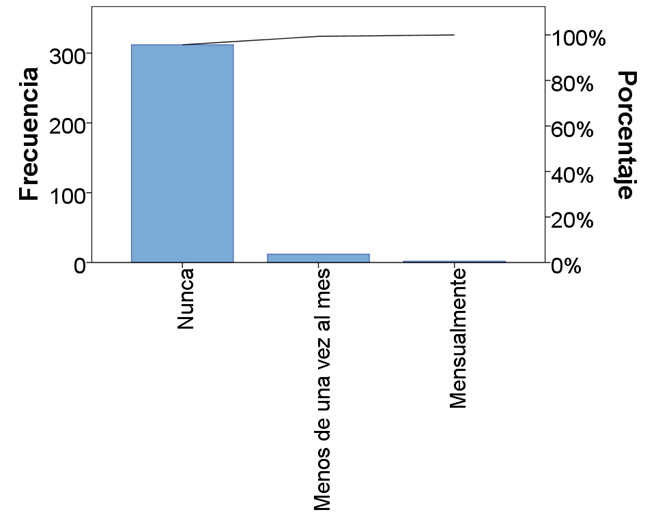 Frecuencia
300
200
100
0
100%
80%
60%
40%
20%
0%
Porcentaje
Nunca
Menos de una vez al mes
Mensualmente